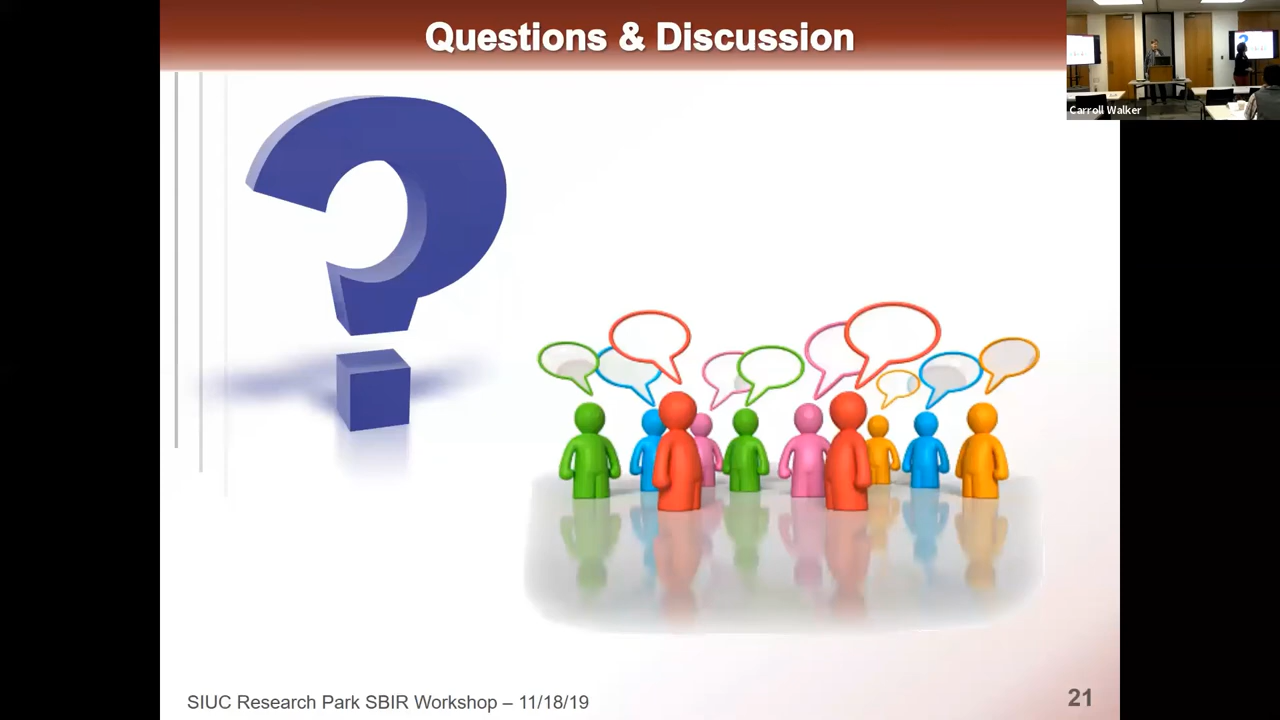 Questions & Discussion
Carroll Walker
SIUC Research Park SBIR Workshop – 11/18/19
21